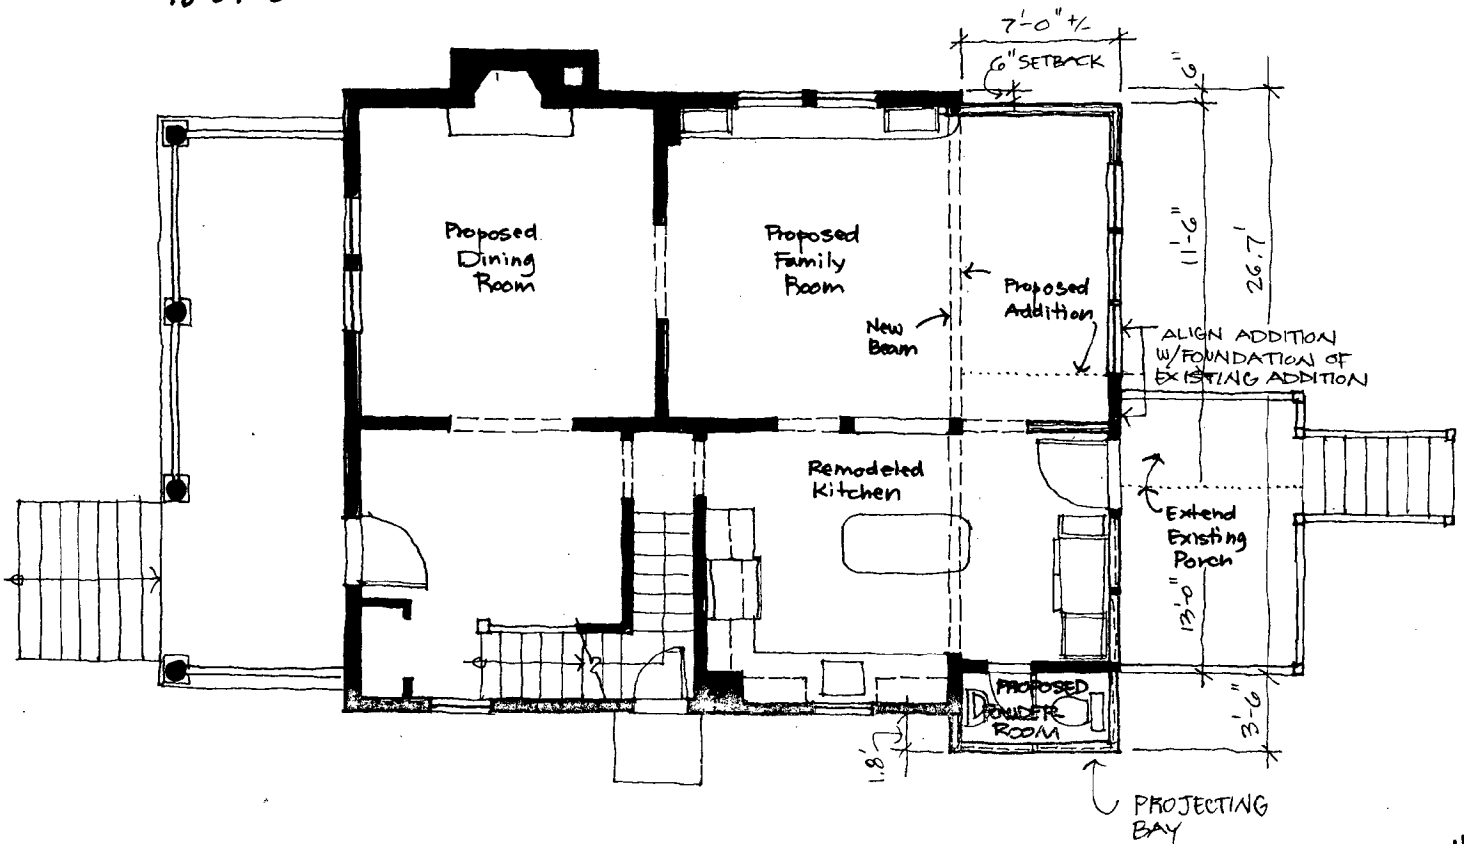 7'-0" +/-
6" SETBACK
6"
Proposed
Dining
Room
Proposed
Family
Room
Proposed
Addition
New
Beam
11'-6"
26.7'
ALIGN ADDITION
W/FOUNDATION OF
EXISTING ADDITION
Remodeled
Kitchen
Extend
Existing
Porch
13'-0"
PROPOSED
POWDER
ROOM
3'-6"
1.8'
PROJECTING
BAY